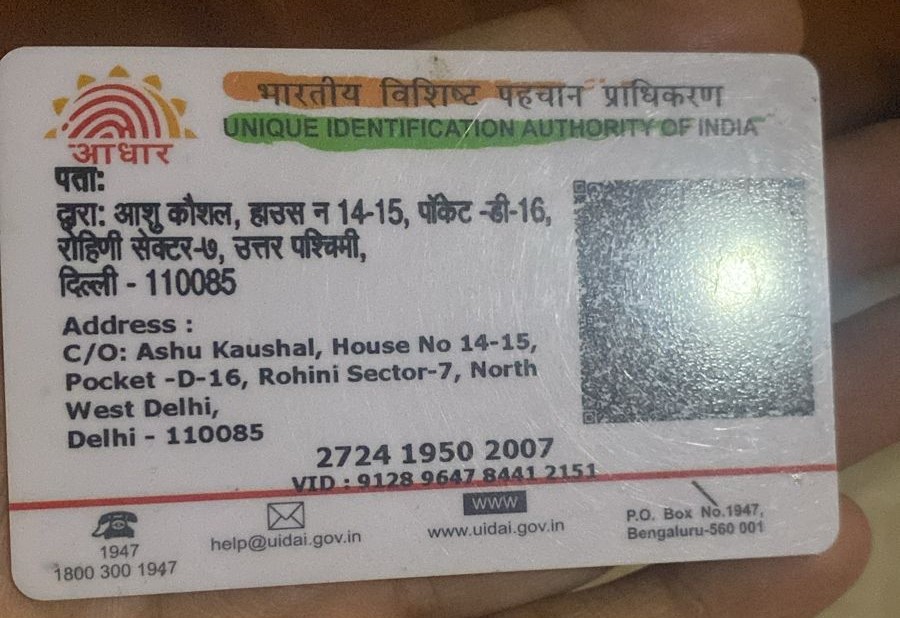 भारतीय विशिष्ट पहचान प्राधिकरण
UNIQUE IDENTIFICATION AUTHORITY OF INDIA
आधार
पता:
द्वारा: आशु कौशल, हाउस न 14-15, पॉकेट -डी-16,
रोहिणी सेक्टर-७, उत्तर पश्चिमी,
दिल्ली - 110085
Address :
C/O: Ashu Kaushal, House No 14-15,
Pocket -D-16, Rohini Sector-7, North
West Delhi,
Delhi - 110085
2724 1950 2007
VID : 9128 9647 8441 2151
1947
1800 300 1947
help@uidai.gov.in
www
www.uidai.gov.in
P.O. Box No.1947,
Bengaluru-560 001